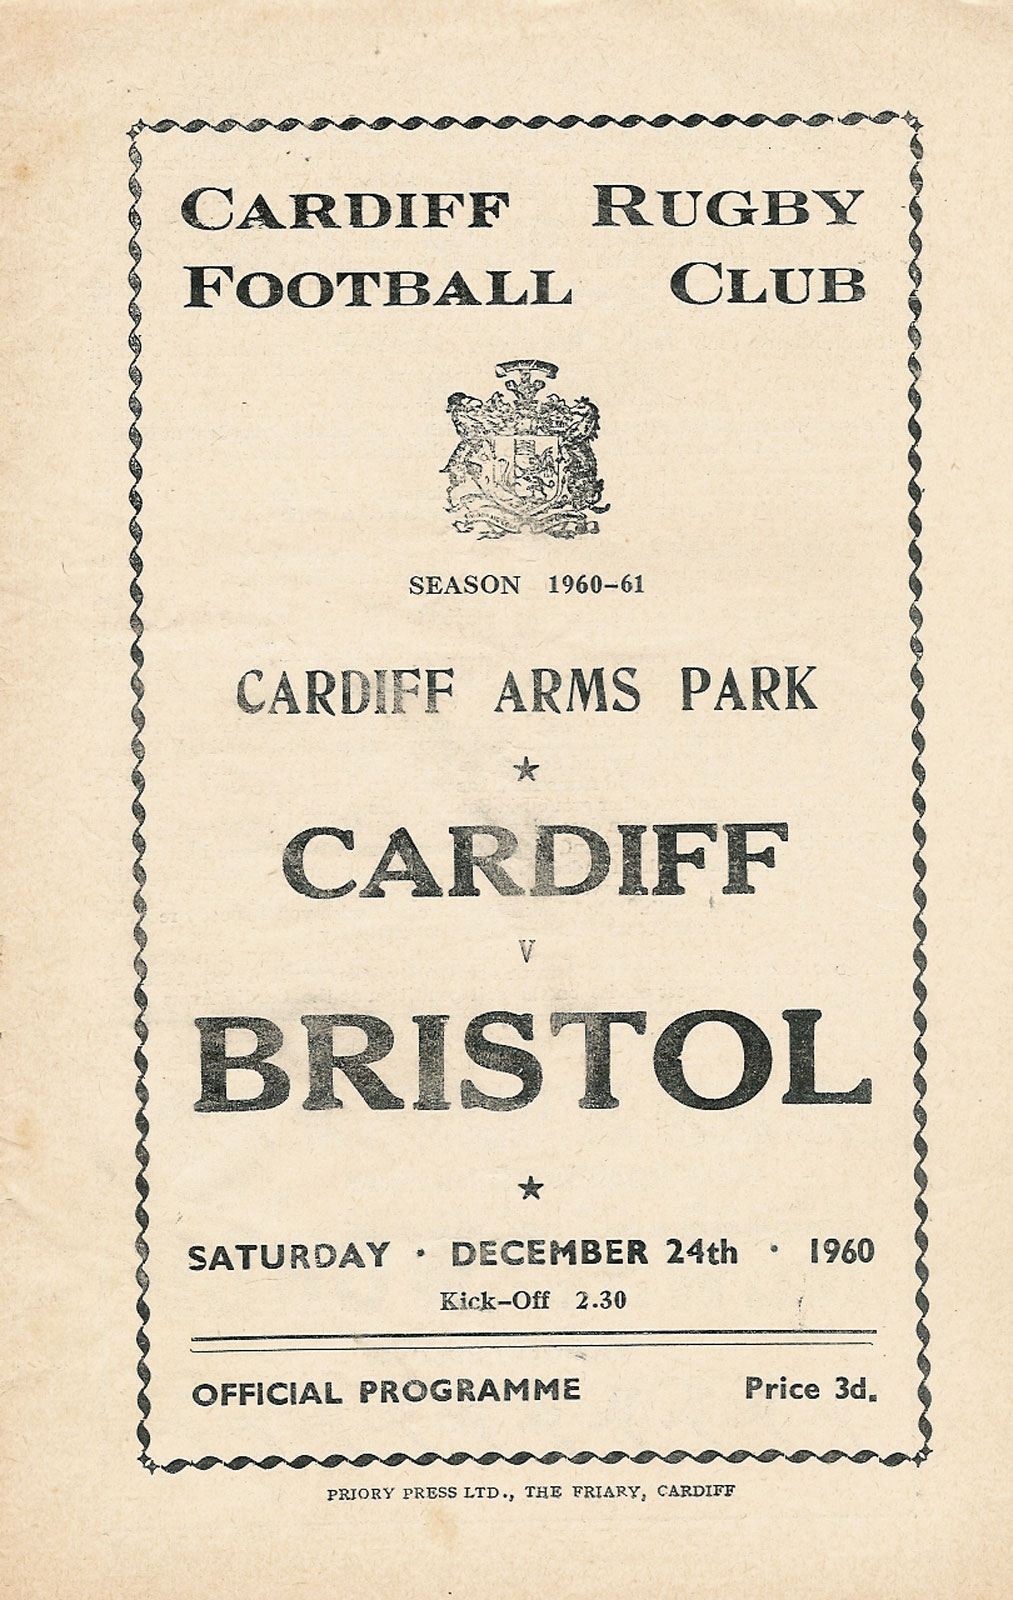 CARDIFF RUGBY
FOOTBALL CLUB
SEASON 1960–61
CARDIFF ARMS PARK
CARDIFF
V
BRISTOL
SATURDAY · DECEMBER 24th · 1960
Kick–Off 2.30
OFFICIAL PROGRAMME Price 3d.
PRIORY PRESS LTD., THE FRIARY, CARDIFF